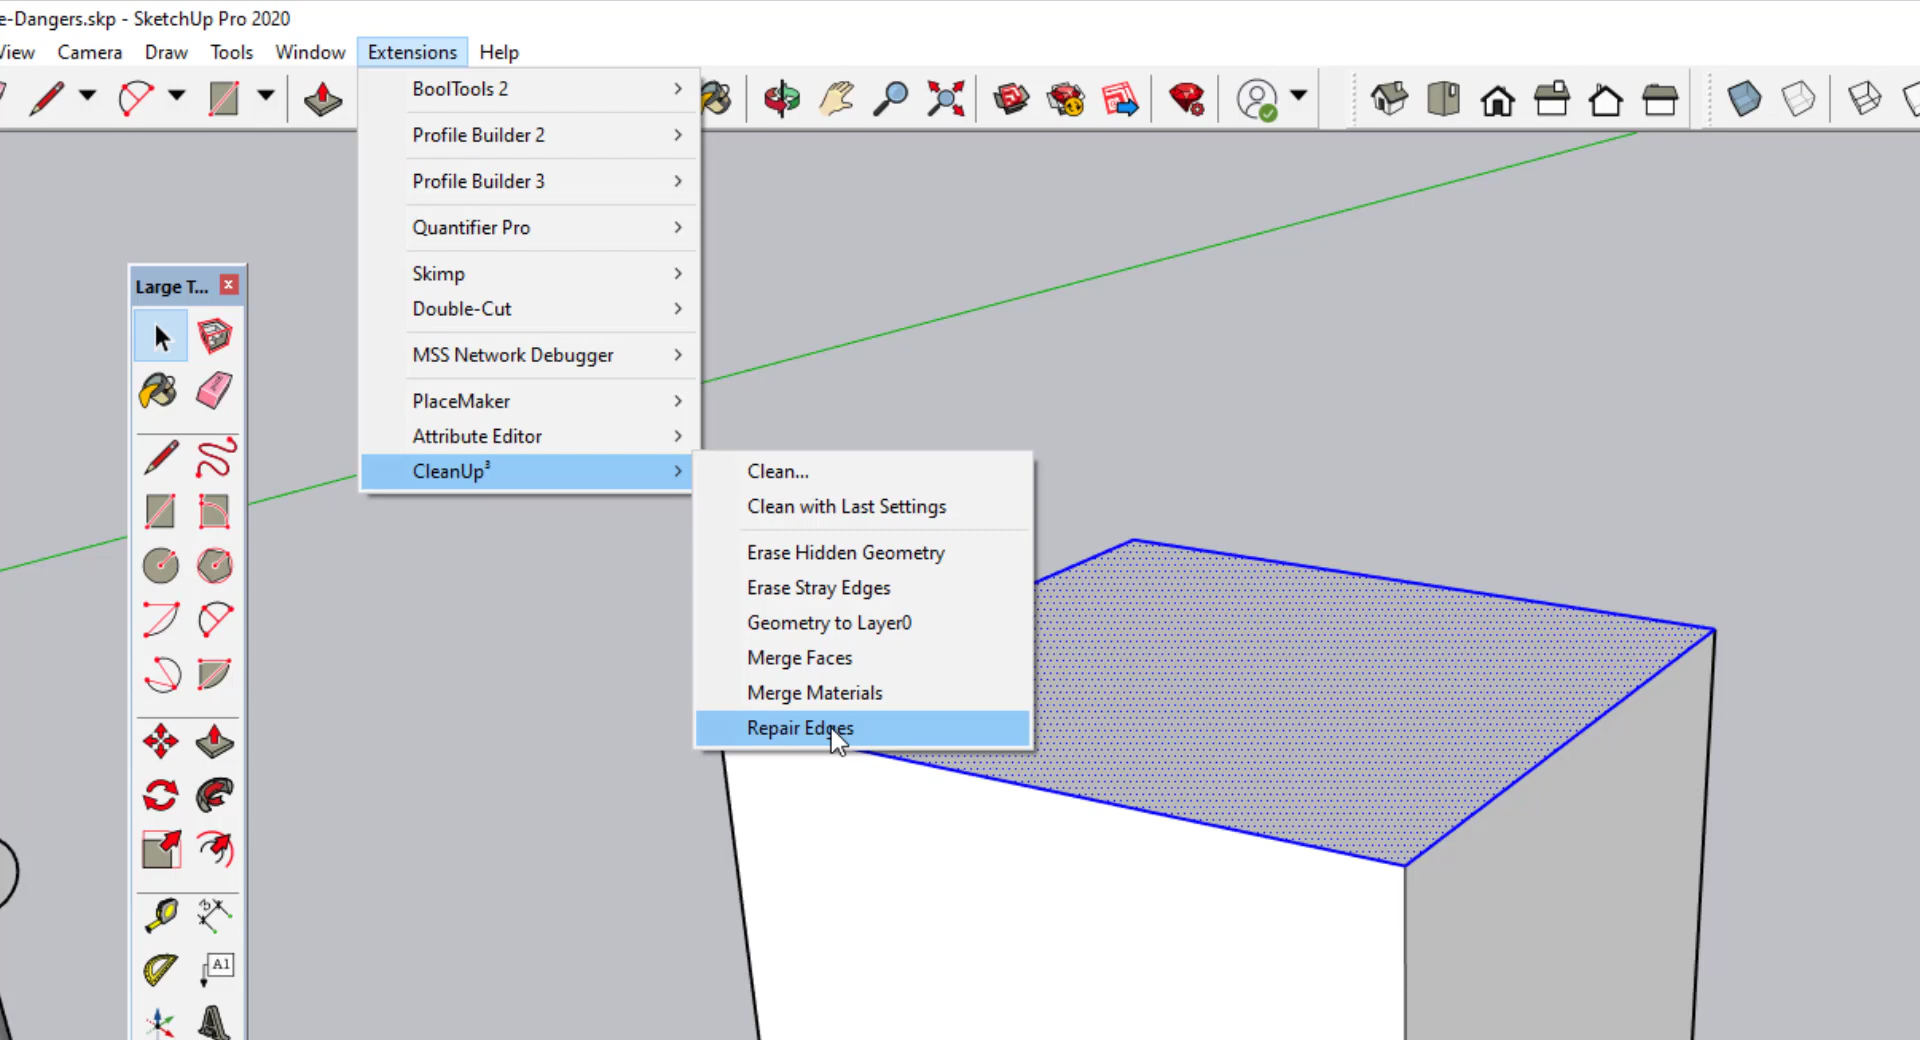 e-Dangers.skp - SketchUp Pro 2020
View Camera Draw Tools Window Extensions Help
BoolTools 2
Profile Builder 2
Profile Builder 3
Quantifier Pro
Skimp
Double-Cut
MSS Network Debugger
PlaceMaker
Attribute Editor
CleanUp³
Clean...
Clean with Last Settings
Erase Hidden Geometry
Erase Stray Edges
Geometry to Layer0
Merge Faces
Merge Materials
Repair Edges
Large T...
A1